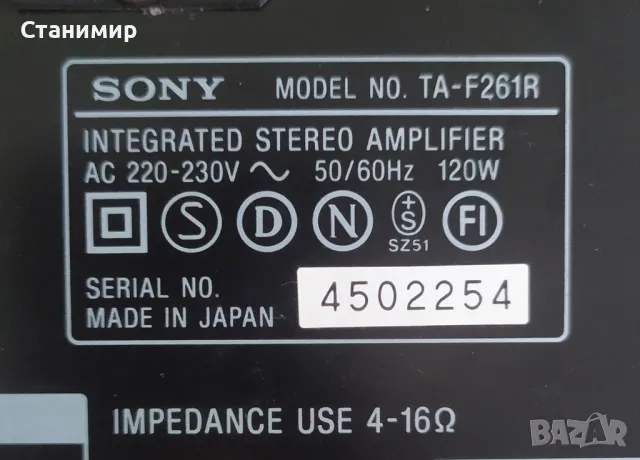 Станимир
SONY MODEL NO. TA-F261R
INTEGRATED STEREO AMPLIFIER
AC 220-230V ~ 50/60Hz 120W
S D N +S FI
SZ51
SERIAL NO. 4502254
MADE IN JAPAN
IMPEDANCE USE 4-16Ω
BAZAR